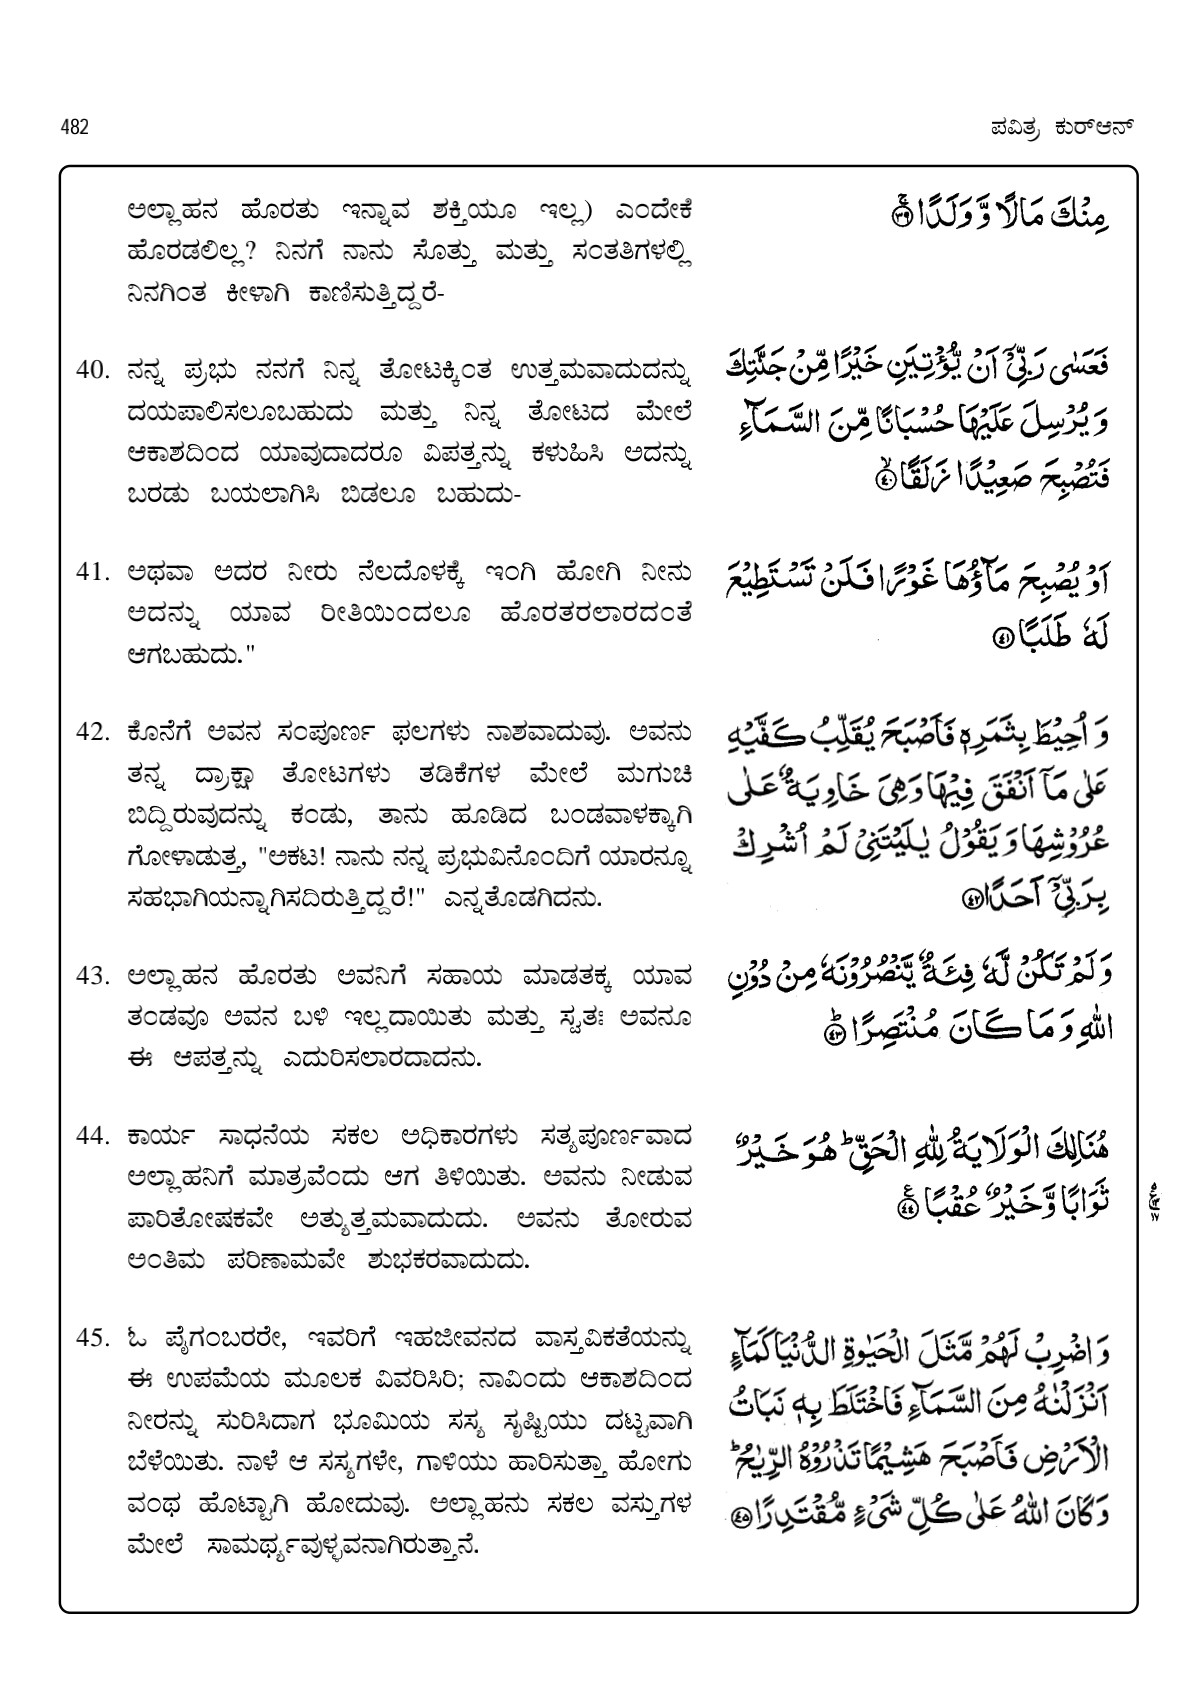 482
ಪವಿತ್ರ ಕುರ್‌ಆನ್
ಅಲ್ಲಾಹನ ಹೊರತು ಇನ್ನಾವ ಶಕ್ತಿಯೂ ಇಲ್ಲ) ಎಂದೇಕೆ
ಹೊರಡಲಿಲ್ಲ? ನಿನಗೆ ನಾನು ಸೊತ್ತು ಮತ್ತು ಸಂತತಿಗಳಲ್ಲಿ
ನಿನಗಿಂತ ಕೀಳಾಗಿ ಕಾಣಿಸುತ್ತಿದ್ದರೆ-
مِنْكَ مَالًا وَّوَلَدًا ۚ﴿٣٩﴾
40. ನನ್ನ ಪ್ರಭು ನನಗೆ ನಿನ್ನ ತೋಟಕ್ಕಿಂತ ಉತ್ತಮವಾದುದನ್ನು
ದಯಪಾಲಿಸಲೂಬಹುದು ಮತ್ತು ನಿನ್ನ ತೋಟದ ಮೇಲೆ
ಆಕಾಶದಿಂದ ಯಾವುದಾದರೂ ವಿಪತ್ತನ್ನು ಕಳುಹಿಸಿ ಅದನ್ನು
ಬರಡು ಬಯಲಾಗಿಸಿ ಬಿಡಲೂ ಬಹುದು-
فَعَسٰى رَبِّيْٓ اَنْ يُّؤْتِيَنِ خَيْرًا مِّنْ جَنَّتِكَ
وَيُرْسِلَ عَلَيْهَا حُسْبَانًا مِّنَ السَّمَآءِ
فَتُصْبِحَ صَعِيْدًا زَلَقًا ۙ﴿٤٠﴾
41. ಅಥವಾ ಅದರ ನೀರು ನೆಲದೊಳಕ್ಕೆ ಇಂಗಿ ಹೋಗಿ ನೀನು
ಅದನ್ನು ಯಾವ ರೀತಿಯಿಂದಲೂ ಹೊರತರಲಾರದಂತೆ
ಆಗಬಹುದು."
اَوْ يُصْبِحَ مَآؤُهَا غَوْرًا فَلَنْ تَسْتَطِيْعَ
لَهٗ طَلَبًا ﴿٤١﴾
42. ಕೊನೆಗೆ ಅವನ ಸಂಪೂರ್ಣ ಫಲಗಳು ನಾಶವಾದುವು. ಅವನು
ತನ್ನ ದ್ರಾಕ್ಷಾ ತೋಟಗಳು ತಡಿಕೆಗಳ ಮೇಲೆ ಮಗುಚಿ
ಬಿದ್ದಿರುವುದನ್ನು ಕಂಡು, ತಾನು ಹೂಡಿದ ಬಂಡವಾಳಕ್ಕಾಗಿ
ಗೋಳಾಡುತ್ತ, "ಅಕಟ! ನಾನು ನನ್ನ ಪ್ರಭುವಿನೊಂದಿಗೆ ಯಾರನ್ನೂ
ಸಹಭಾಗಿಯನ್ನಾಗಿಸದಿರುತ್ತಿದ್ದರೆ!" ಎನ್ನತೊಡಗಿದನು.
وَاُحِيْطَ بِثَمَرِهٖ فَاَصْبَحَ يُقَلِّبُ كَفَّيْهِ
عَلٰى مَآ اَنْفَقَ فِيْهَا وَهِيَ خَاوِيَةٌ عَلٰى
عُرُوْشِهَا وَيَقُوْلُ يٰلَيْتَنِيْ لَمْ اُشْرِكْ
بِرَبِّيْٓ اَحَدًا ﴿٤٢﴾
43. ಅಲ್ಲಾಹನ ಹೊರತು ಅವನಿಗೆ ಸಹಾಯ ಮಾಡತಕ್ಕ ಯಾವ
ತಂಡವೂ ಅವನ ಬಳಿ ಇಲ್ಲದಾಯಿತು ಮತ್ತು ಸ್ವತಃ ಅವನೂ
ಈ ಆಪತ್ತನ್ನು ಎದುರಿಸಲಾರದಾದನು.
وَلَمْ تَكُنْ لَّهٗ فِئَةٌ يَّنْصُرُوْنَهٗ مِنْ دُوْنِ
اللّٰهِ وَمَا كَانَ مُنْتَصِرًا ؕ﴿٤٣﴾
44. ಕಾರ್ಯ ಸಾಧನೆಯ ಸಕಲ ಅಧಿಕಾರಗಳು ಸತ್ಯಪೂರ್ಣವಾದ
ಅಲ್ಲಾಹನಿಗೆ ಮಾತ್ರವೆಂದು ಆಗ ತಿಳಿಯಿತು. ಅವನು ನೀಡುವ
ಪಾರಿತೋಷಕವೇ ಅತ್ಯುತ್ತಮವಾದುದು. ಅವನು ತೋರುವ
ಅಂತಿಮ ಪರಿಣಾಮವೇ ಶುಭಕರವಾದುದು.
هُنَالِكَ الْوَلَايَةُ لِلّٰهِ الْحَقِّ ؕ هُوَ خَيْرٌ
ثَوَابًا وَّخَيْرٌ عُقْبًا ۧ﴿٤٤﴾
45. ಓ ಪೈಗಂಬರರೇ, ಇವರಿಗೆ ಇಹಜೀವನದ ವಾಸ್ತವಿಕತೆಯನ್ನು
ಈ ಉಪಮೆಯ ಮೂಲಕ ವಿವರಿಸಿರಿ; ನಾವಿಂದು ಆಕಾಶದಿಂದ
ನೀರನ್ನು ಸುರಿಸಿದಾಗ ಭೂಮಿಯ ಸಸ್ಯ ಸೃಷ್ಟಿಯು ದಟ್ಟವಾಗಿ
ಬೆಳೆಯಿತು. ನಾಳೆ ಆ ಸಸ್ಯಗಳೇ, ಗಾಳಿಯು ಹಾರಿಸುತ್ತಾ ಹೋಗು
ವಂಥ ಹೊಟ್ಟಾಗಿ ಹೋದುವು. ಅಲ್ಲಾಹನು ಸಕಲ ವಸ್ತುಗಳ
ಮೇಲೆ ಸಾಮರ್ಥ್ಯವುಳ್ಳವನಾಗಿರುತ್ತಾನೆ.
وَاضْرِبْ لَهُمْ مَّثَلَ الْحَيٰوةِ الدُّنْيَا كَمَآءٍ
اَنْزَلْنٰهُ مِنَ السَّمَآءِ فَاخْتَلَطَ بِهٖ نَبَاتُ
الْاَرْضِ فَاَصْبَحَ هَشِيْمًا تَذْرُوْهُ الرِّيٰحُ ؕ
وَكَانَ اللّٰهُ عَلٰى كُلِّ شَيْءٍ مُّقْتَدِرًا ﴿٤٥﴾